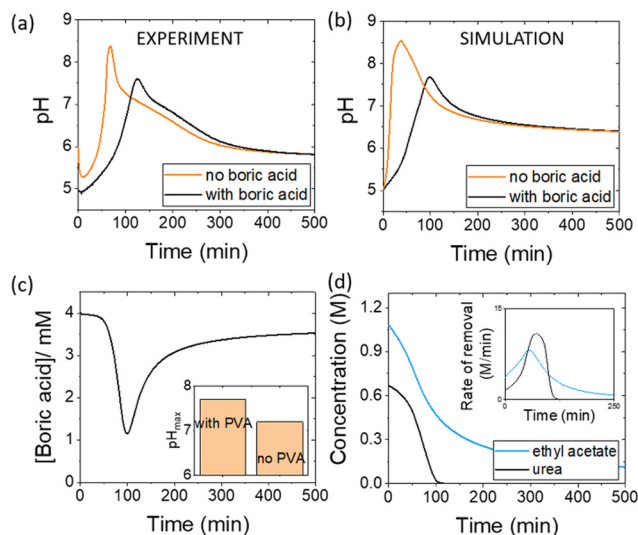 (a)
EXPERIMENT
pH
9
8
7
6
5
no boric acid
with boric acid
0 100 200 300 400 500
Time (min)
(b)
SIMULATION
pH
9
8
7
6
5
no boric acid
with boric acid
0 100 200 300 400 500
Time (min)
(c)
[Boric acid]/ mM
5
4
3
2
1
0
pHmax
8
7
6
with PVA
no PVA
0 100 200 300 400 500
Time (min)
(d)
Concentration (M)
1.2
0.9
0.6
0.3
0.0
Rate of removal
(M/min)
15
0
0 250
Time (min)
ethyl acetate
urea
0 100 200 300 400 500
Time (min)